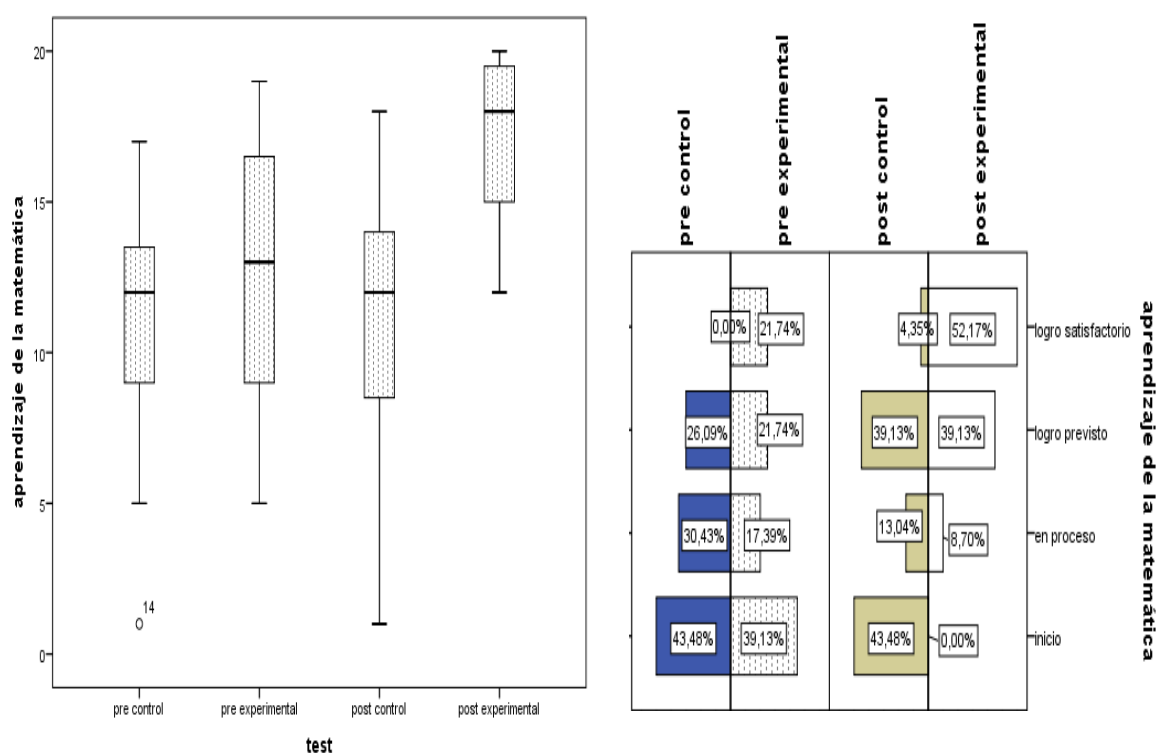 aprendizaje de la matemática
20
15
10
5
0
14
pre control
pre experimental
post control
post experimental
test
pre control
pre experimental
post control
post experimental
0,00%
21,74%
4,35%
52,17%
logro satisfactorio
26,09%
21,74%
39,13%
39,13%
logro previsto
30,43%
17,39%
13,04%
8,70%
en proceso
43,48%
39,13%
43,48%
0,00%
inicio
aprendizaje de la matemática